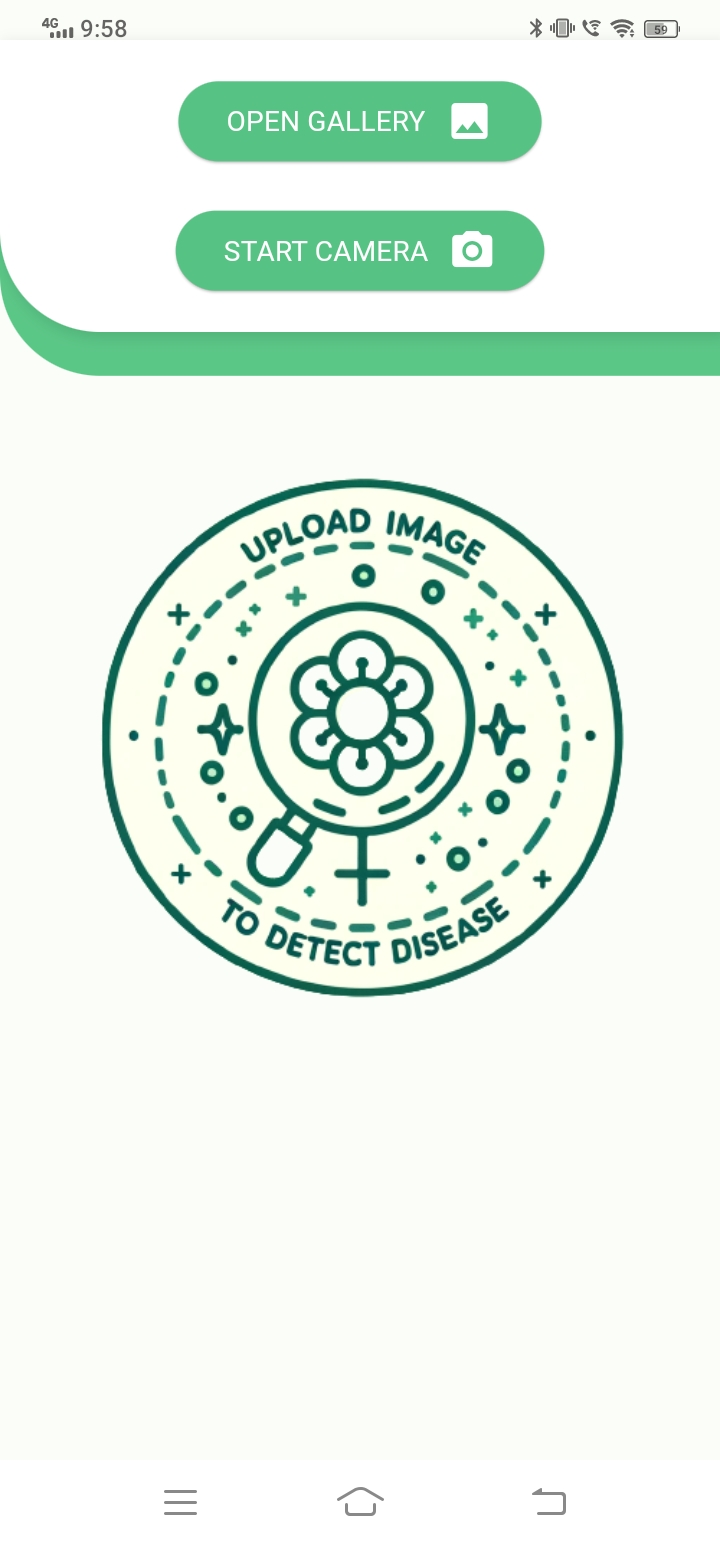 4G 9:58 59
OPEN GALLERY
START CAMERA
UPLOAD IMAGE
TO DETECT DISEASE